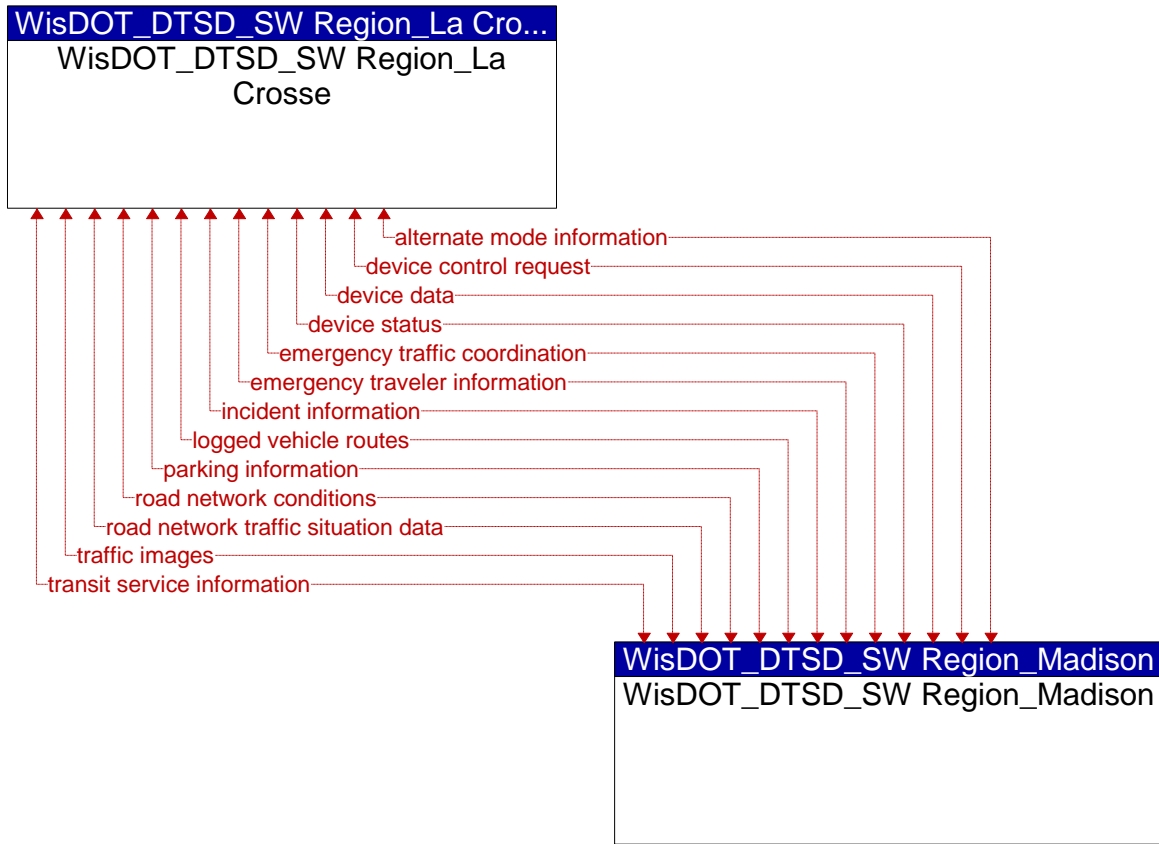 WisDOT_DTSD_SW Region_La Cro...
WisDOT_DTSD_SW Region_La
Crosse
alternate mode information
device control request
device data
device status
emergency traffic coordination
emergency traveler information
incident information
logged vehicle routes
parking information
road network conditions
road network traffic situation data
traffic images
transit service information
WisDOT_DTSD_SW Region_Madison
WisDOT_DTSD_SW Region_Madison